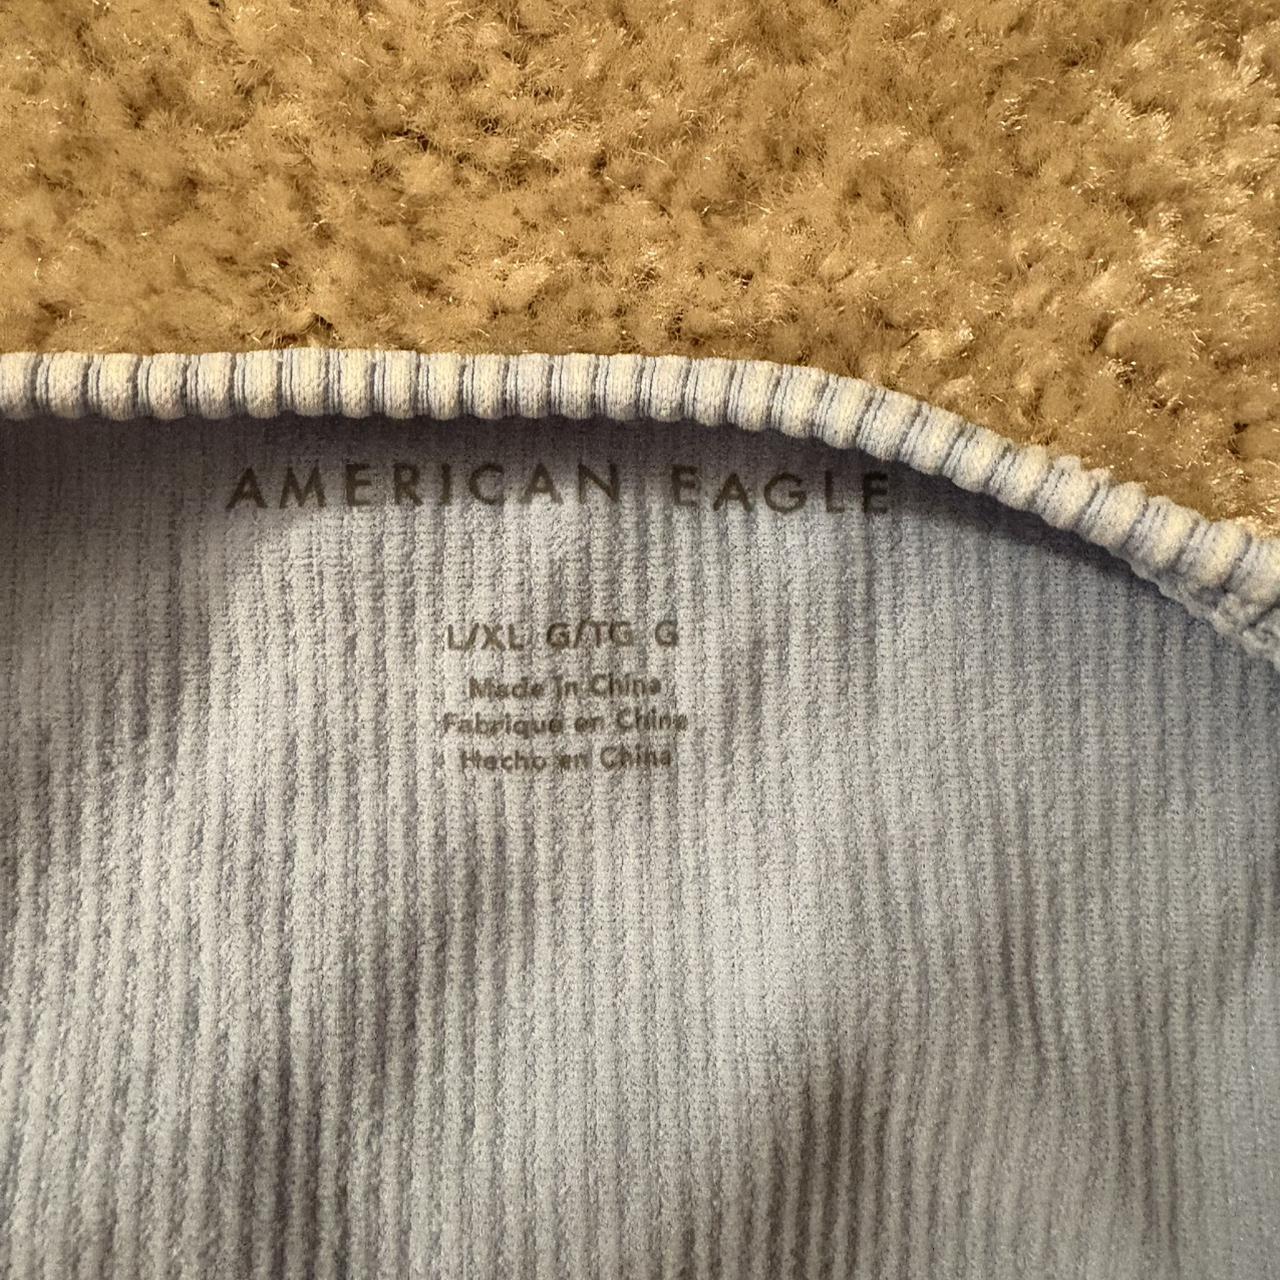 AMERICAN EAGLE
L/XL G/TG G
Made in China
Fabriqué en Chine
Hecho en China